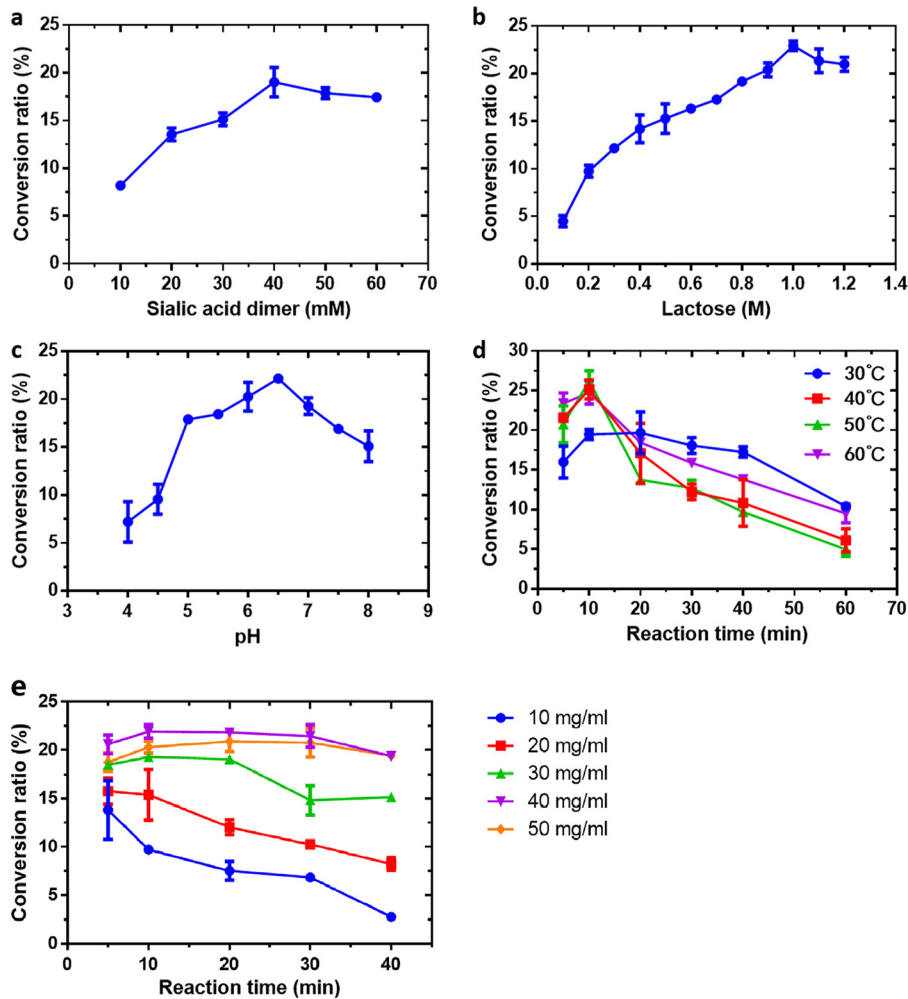 a
25
20
15
10
5
0
Conversion ratio (%)
0 10 20 30 40 50 60 70
Sialic acid dimer (mM)
b
25
20
15
10
5
0
Conversion ratio (%)
0.0 0.2 0.4 0.6 0.8 1.0 1.2 1.4
Lactose (M)
c
25
20
15
10
5
0
Conversion ratio (%)
3 4 5 6 7 8 9
pH
d
30
25
20
15
10
5
0
Conversion ratio (%)
30°C
40°C
50°C
60°C
0 10 20 30 40 50 60 70
Reaction time (min)
e
25
20
15
10
5
0
Conversion ratio (%)
0 10 20 30 40
Reaction time (min)
10 mg/ml
20 mg/ml
30 mg/ml
40 mg/ml
50 mg/ml